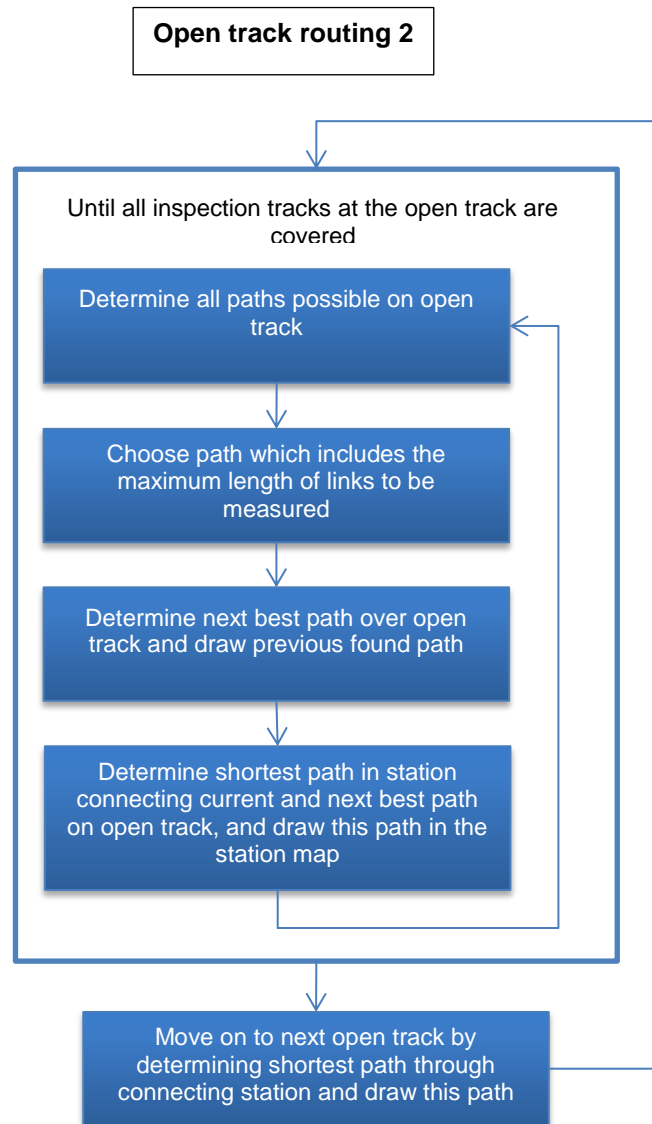 Open track routing 2
Until all inspection tracks at the open track are
covered
Determine all paths possible on open
track
Choose path which includes the
maximum length of links to be
measured
Determine next best path over open
track and draw previous found path
Determine shortest path in station
connecting current and next best path
on open track, and draw this path in the
station map
Move on to next open track by
determining shortest path through
connecting station and draw this path